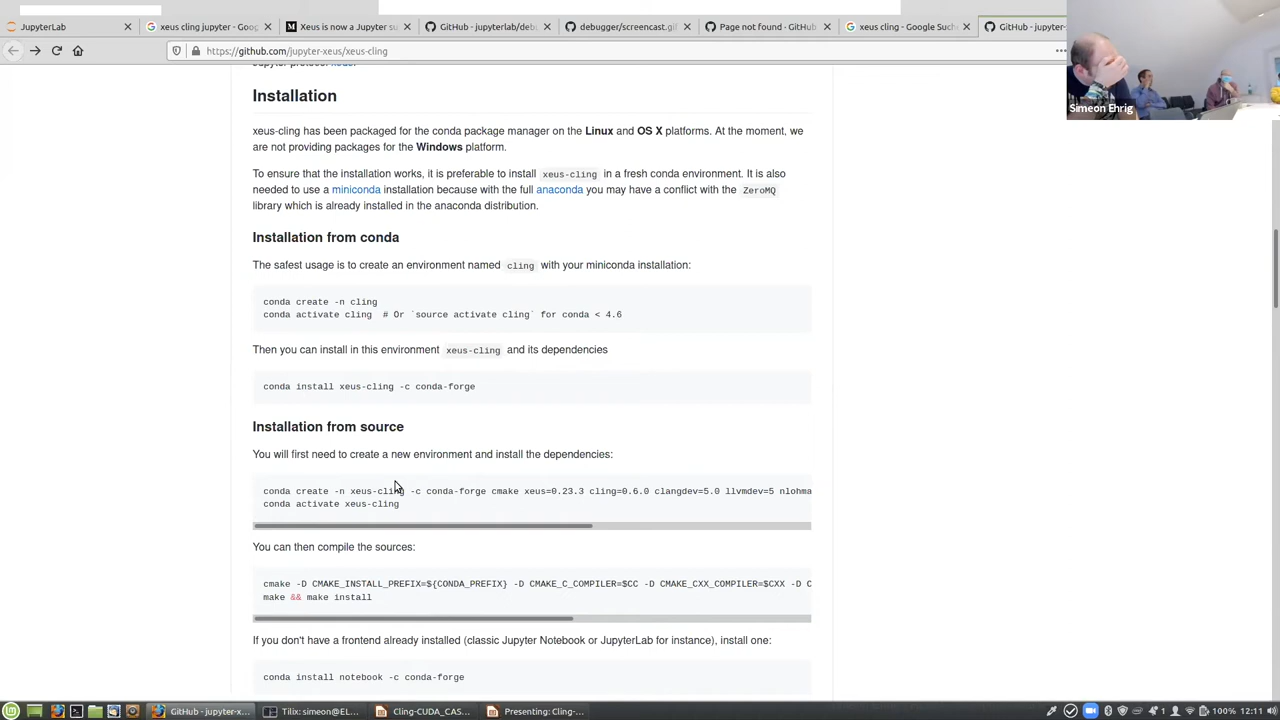 JupyterLab
xeus cling jupyter - Goog
Xeus is now a Jupyter su
GitHub - jupyterlab/deb
debugger/screencast.gif
Page not found · GitHub
xeus cling - Google Such
GitHub - jupyter-
https://github.com/jupyter-xeus/xeus-cling
Simeon Ehrig
Jupyter protocol xeus.
Installation
xeus-cling has been packaged for the conda package manager on the Linux and OS X platforms. At the moment, we
are not providing packages for the Windows platform.
To ensure that the installation works, it is preferable to install xeus-cling in a fresh conda environment. It is also
needed to use a miniconda installation because with the full anaconda you may have a conflict with the ZeroMQ
library which is already installed in the anaconda distribution.
Installation from conda
The safest usage is to create an environment named cling with your miniconda installation:
conda create -n cling
conda activate cling # Or `source activate cling` for conda < 4.6
Then you can install in this environment xeus-cling and its dependencies
conda install xeus-cling -c conda-forge
Installation from source
You will first need to create a new environment and install the dependencies:
conda create -n xeus-cling -c conda-forge cmake xeus=0.23.3 cling=0.6.0 clangdev=5.0 llvmdev=5 nlohma
conda activate xeus-cling
You can then compile the sources:
cmake -D CMAKE_INSTALL_PREFIX=${CONDA_PREFIX} -D CMAKE_C_COMPILER=$CC -D CMAKE_CXX_COMPILER=$CXX -D C
make && make install
If you don't have a frontend already installed (classic Jupyter Notebook or JupyterLab for instance), install one:
conda install notebook -c conda-forge
GitHub - jupyter-x...
Tilix: simeon@EL...
Cling-CUDA_CAS...
Presenting: Cling-...
1
100%
12:11